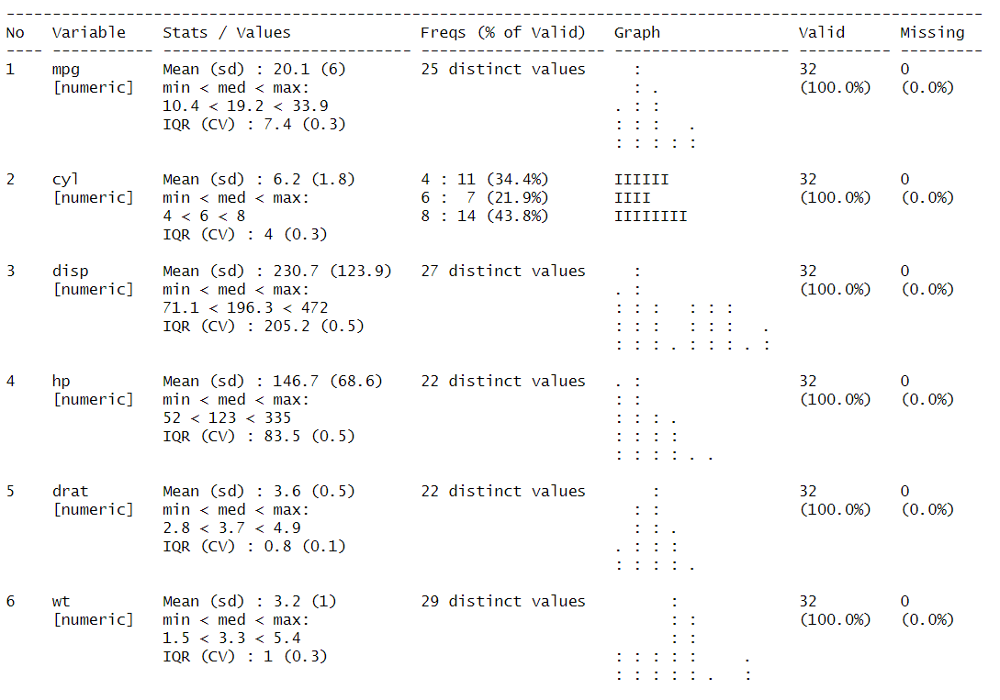 ---------------------------------------------------------------------------------------------------------
No   Variable    Stats / Values              Freqs (% of Valid)   Graph               Valid      Missing
---- ----------- --------------------------- -------------------- ------------------- ---------- ---------
1    mpg         Mean (sd) : 20.1 (6)        25 distinct values     :                 32         0
     [numeric]   min < med < max:                                   : .               (100.0%)   (0.0%)
                 10.4 < 19.2 < 33.9                               . : :
                 IQR (CV) : 7.4 (0.3)                             : : :   .
                                                                  : : : : :
2    cyl         Mean (sd) : 6.2 (1.8)       4 : 11 (34.4%)       IIIIII              32         0
     [numeric]   min < med < max:            6 :  7 (21.9%)       IIII                (100.0%)   (0.0%)
                 4 < 6 < 8                   8 : 14 (43.8%)       IIIIIIII
                 IQR (CV) : 4 (0.3)
3    disp        Mean (sd) : 230.7 (123.9)   27 distinct values     :                 32         0
     [numeric]   min < med < max:                                 . :                 (100.0%)   (0.0%)
                 71.1 < 196.3 < 472                               : : :   : : :
                 IQR (CV) : 205.2 (0.5)                           : : :   : : :   .
                                                                  : : : . : : : . :
4    hp          Mean (sd) : 146.7 (68.6)    22 distinct values   . :                 32         0
     [numeric]   min < med < max:                                 : :                 (100.0%)   (0.0%)
                 52 < 123 < 335                                   : : : .
                 IQR (CV) : 83.5 (0.5)                            : : : :
                                                                  : : : : . .
5    drat        Mean (sd) : 3.6 (0.5)       22 distinct values       :               32         0
     [numeric]   min < med < max:                                   : :               (100.0%)   (0.0%)
                 2.8 < 3.7 < 4.9                                    : : .
                 IQR (CV) : 0.8 (0.1)                             . : : :
                                                                  : : : : .
6    wt          Mean (sd) : 3.2 (1)         29 distinct values         :             32         0
     [numeric]   min < med < max:                                       : :           (100.0%)   (0.0%)
                 1.5 < 3.3 < 5.4                                        : :
                 IQR (CV) : 1 (0.3)                               : : : : :     .
                                                                  : : : : : .   :